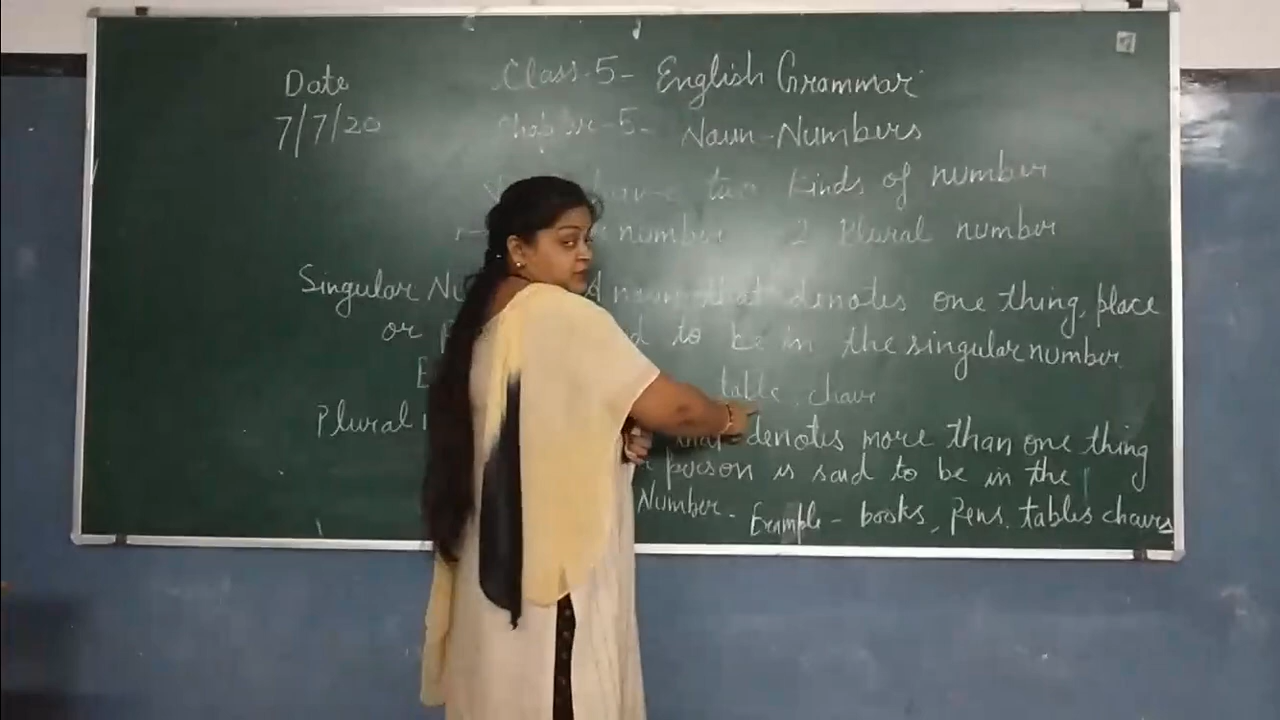 Date Class-5- English Grammar
7/7/20 Chapter-5- Noun-Numbers
two kinds of number
number 2 Plural number
Singular noun that denotes one thing, place
or to be in the singular number
table, chair
Plural that denotes more than one thing
person is said to be in the
Number. Example - books, pens, tables chairs